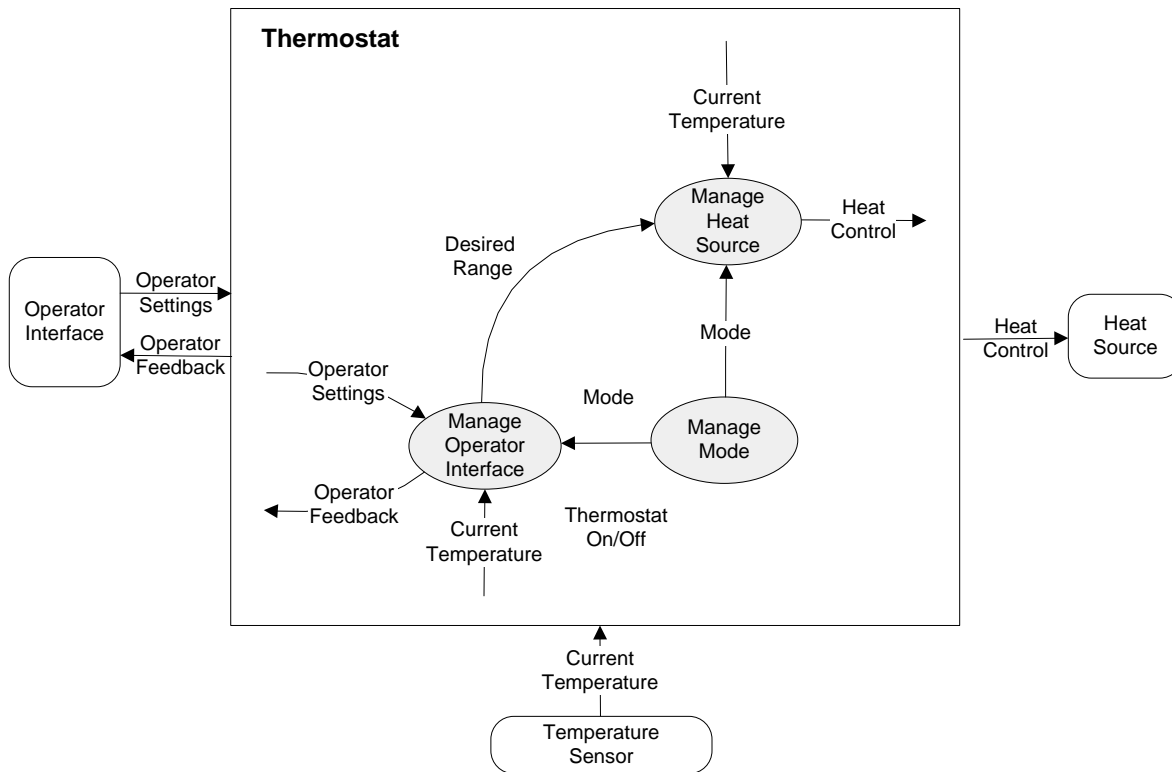 Thermostat
Current
Temperature
Manage
Heat
Source
Heat
Control
Desired
Range
Operator
Interface
Operator
Settings
Operator
Feedback
Mode
Heat
Control
Heat
Source
Operator
Settings
Mode
Manage
Operator
Interface
Manage
Mode
Operator
Feedback
Current
Temperature
Thermostat
On/Off
Current
Temperature
Temperature
Sensor